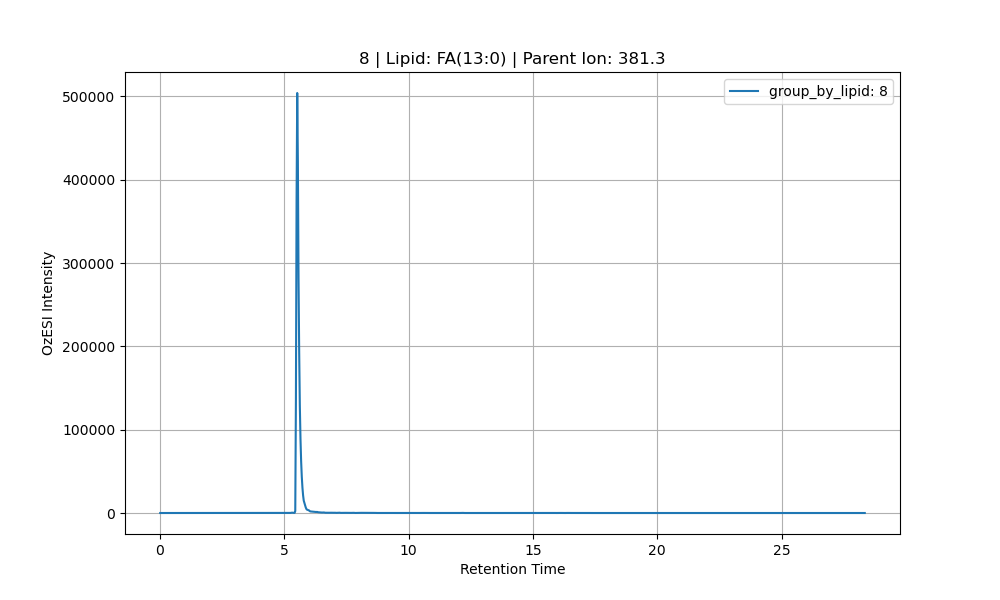 8 | Lipid: FA(13:0) | Parent Ion: 381.3
group_by_lipid: 8
500000
400000
300000
200000
100000
0
OzESI Intensity
0 5 10 15 20 25
Retention Time